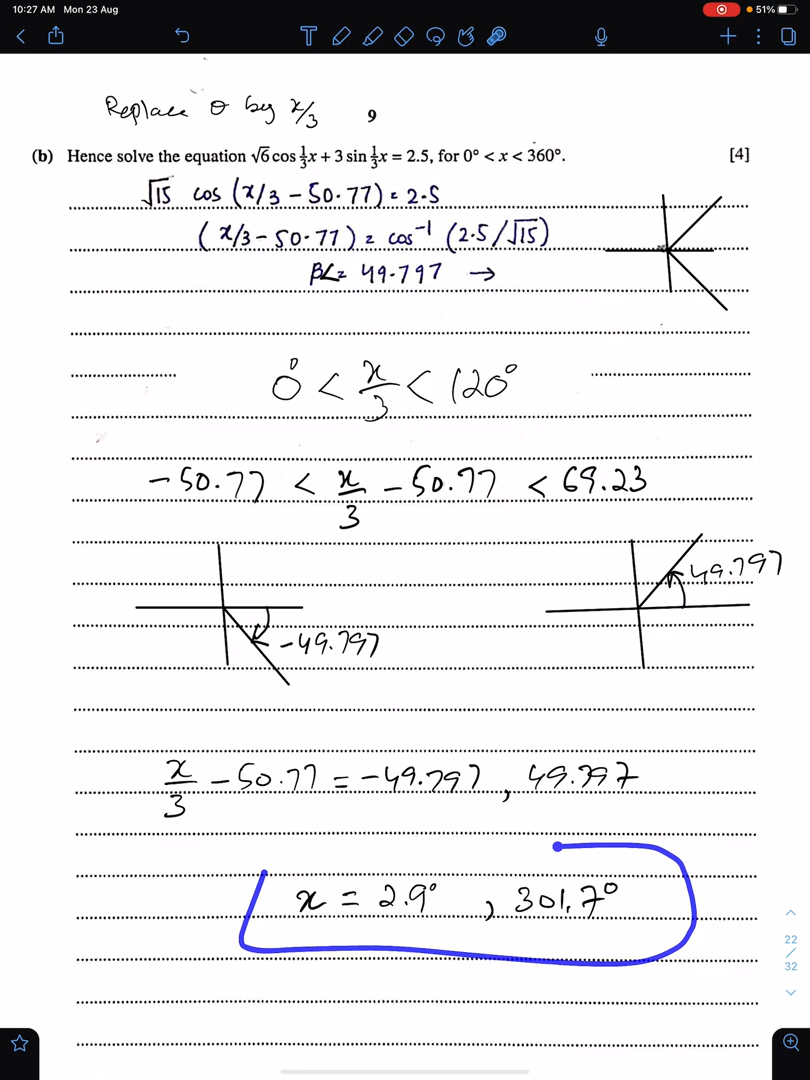 10:27 AM Mon 23 Aug
51%
Replace θ by x/3
9
(b) Hence solve the equation √6 cos ⅓x + 3 sin ⅓x = 2.5, for 0° < x < 360°. [4]
√15 cos (x/3 - 50.77) = 2.5
(x/3 - 50.77) = cos⁻¹ (2.5/√15)
B∠ = 49.797 →
0° < x/3 < 120°
-50.77 < x/3 - 50.77 < 69.23
49.797
-49.797
x/3 - 50.77 = -49.797, 49.797
x = 2.9°, 301.7°
22
/
32